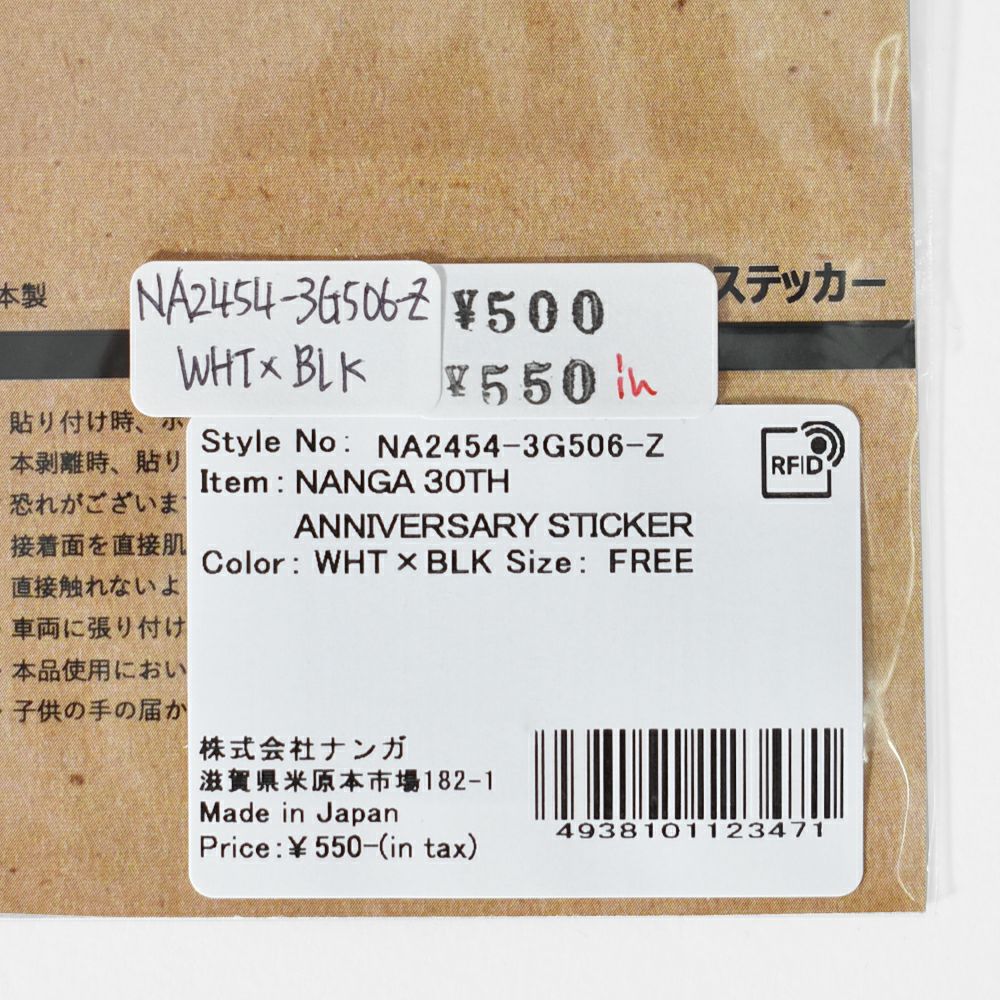 本製
ステッカー
NA2454-3G506-Z
WHT×BLK
¥500
¥550 in
貼り付け時、ボ
本剥離時、貼り
恐れがございま
接着面を直接肌
直接触れないよ
車両に張り付け
・本品使用におい
・子供の手の届か
Style No: NA2454-3G506-Z
Item: NANGA 30TH
ANNIVERSARY STICKER
Color: WHT×BLK Size: FREE
RFID
株式会社ナンガ
滋賀県米原本市場182-1
Made in Japan
Price:¥550-(in tax)
4938101123471